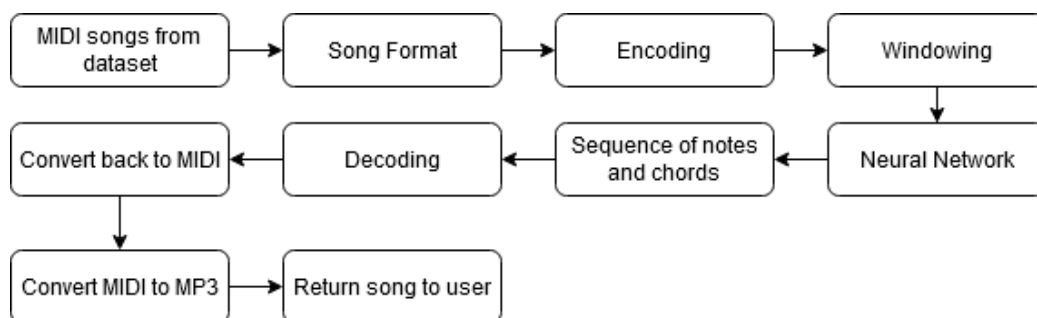 MIDI songs from
dataset
Song Format
Encoding
Windowing
Neural Network
Sequence of notes
and chords
Decoding
Convert back to MIDI
Convert MIDI to MP3
Return song to user